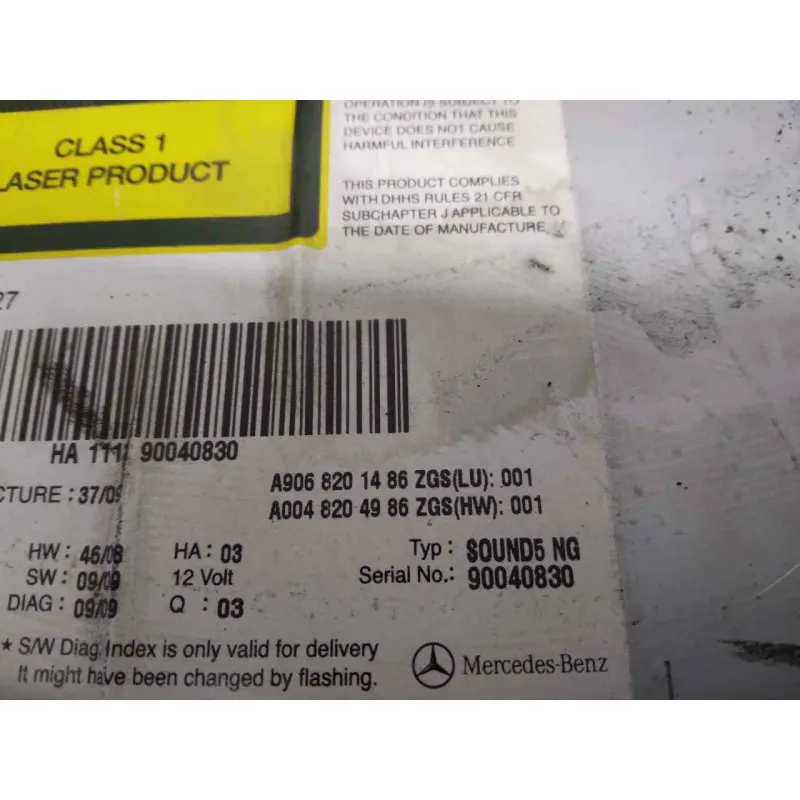 CLASS 1
LASER PRODUCT
OPERATION IS SUBJECT TO
THE CONDITION THAT THIS
DEVICE DOES NOT CAUSE
HARMFUL INTERFERENCE
THIS PRODUCT COMPLIES
WITH DHHS RULES 21 CFR
SUBCHAPTER J APPLICABLE TO
THE DATE OF MANUFACTURE
27
HA 111 90040830
CTURE : 37/09
A906 820 14 86 ZGS(LU): 001
A004 820 49 86 ZGS(HW): 001
HW : 46/08 HA : 03 Typ : SOUND5 NG
SW : 09/09 12 Volt Serial No.: 90040830
DIAG : 09/09 Q : 03
* S/W Diag Index is only valid for delivery
It might have been changed by flashing.
Mercedes-Benz